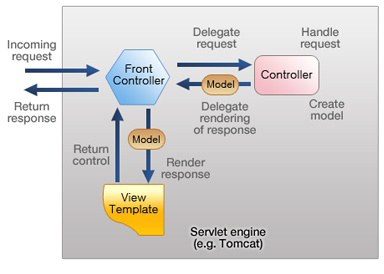 Incoming
request
Return
response
Front
Controller
Delegate
request
Handle
request
Model
Controller
Delegate
rendering
of response
Create
model
Model
Return
control
Render
response
View
Template
Servlet engine
(e.g. Tomcat)